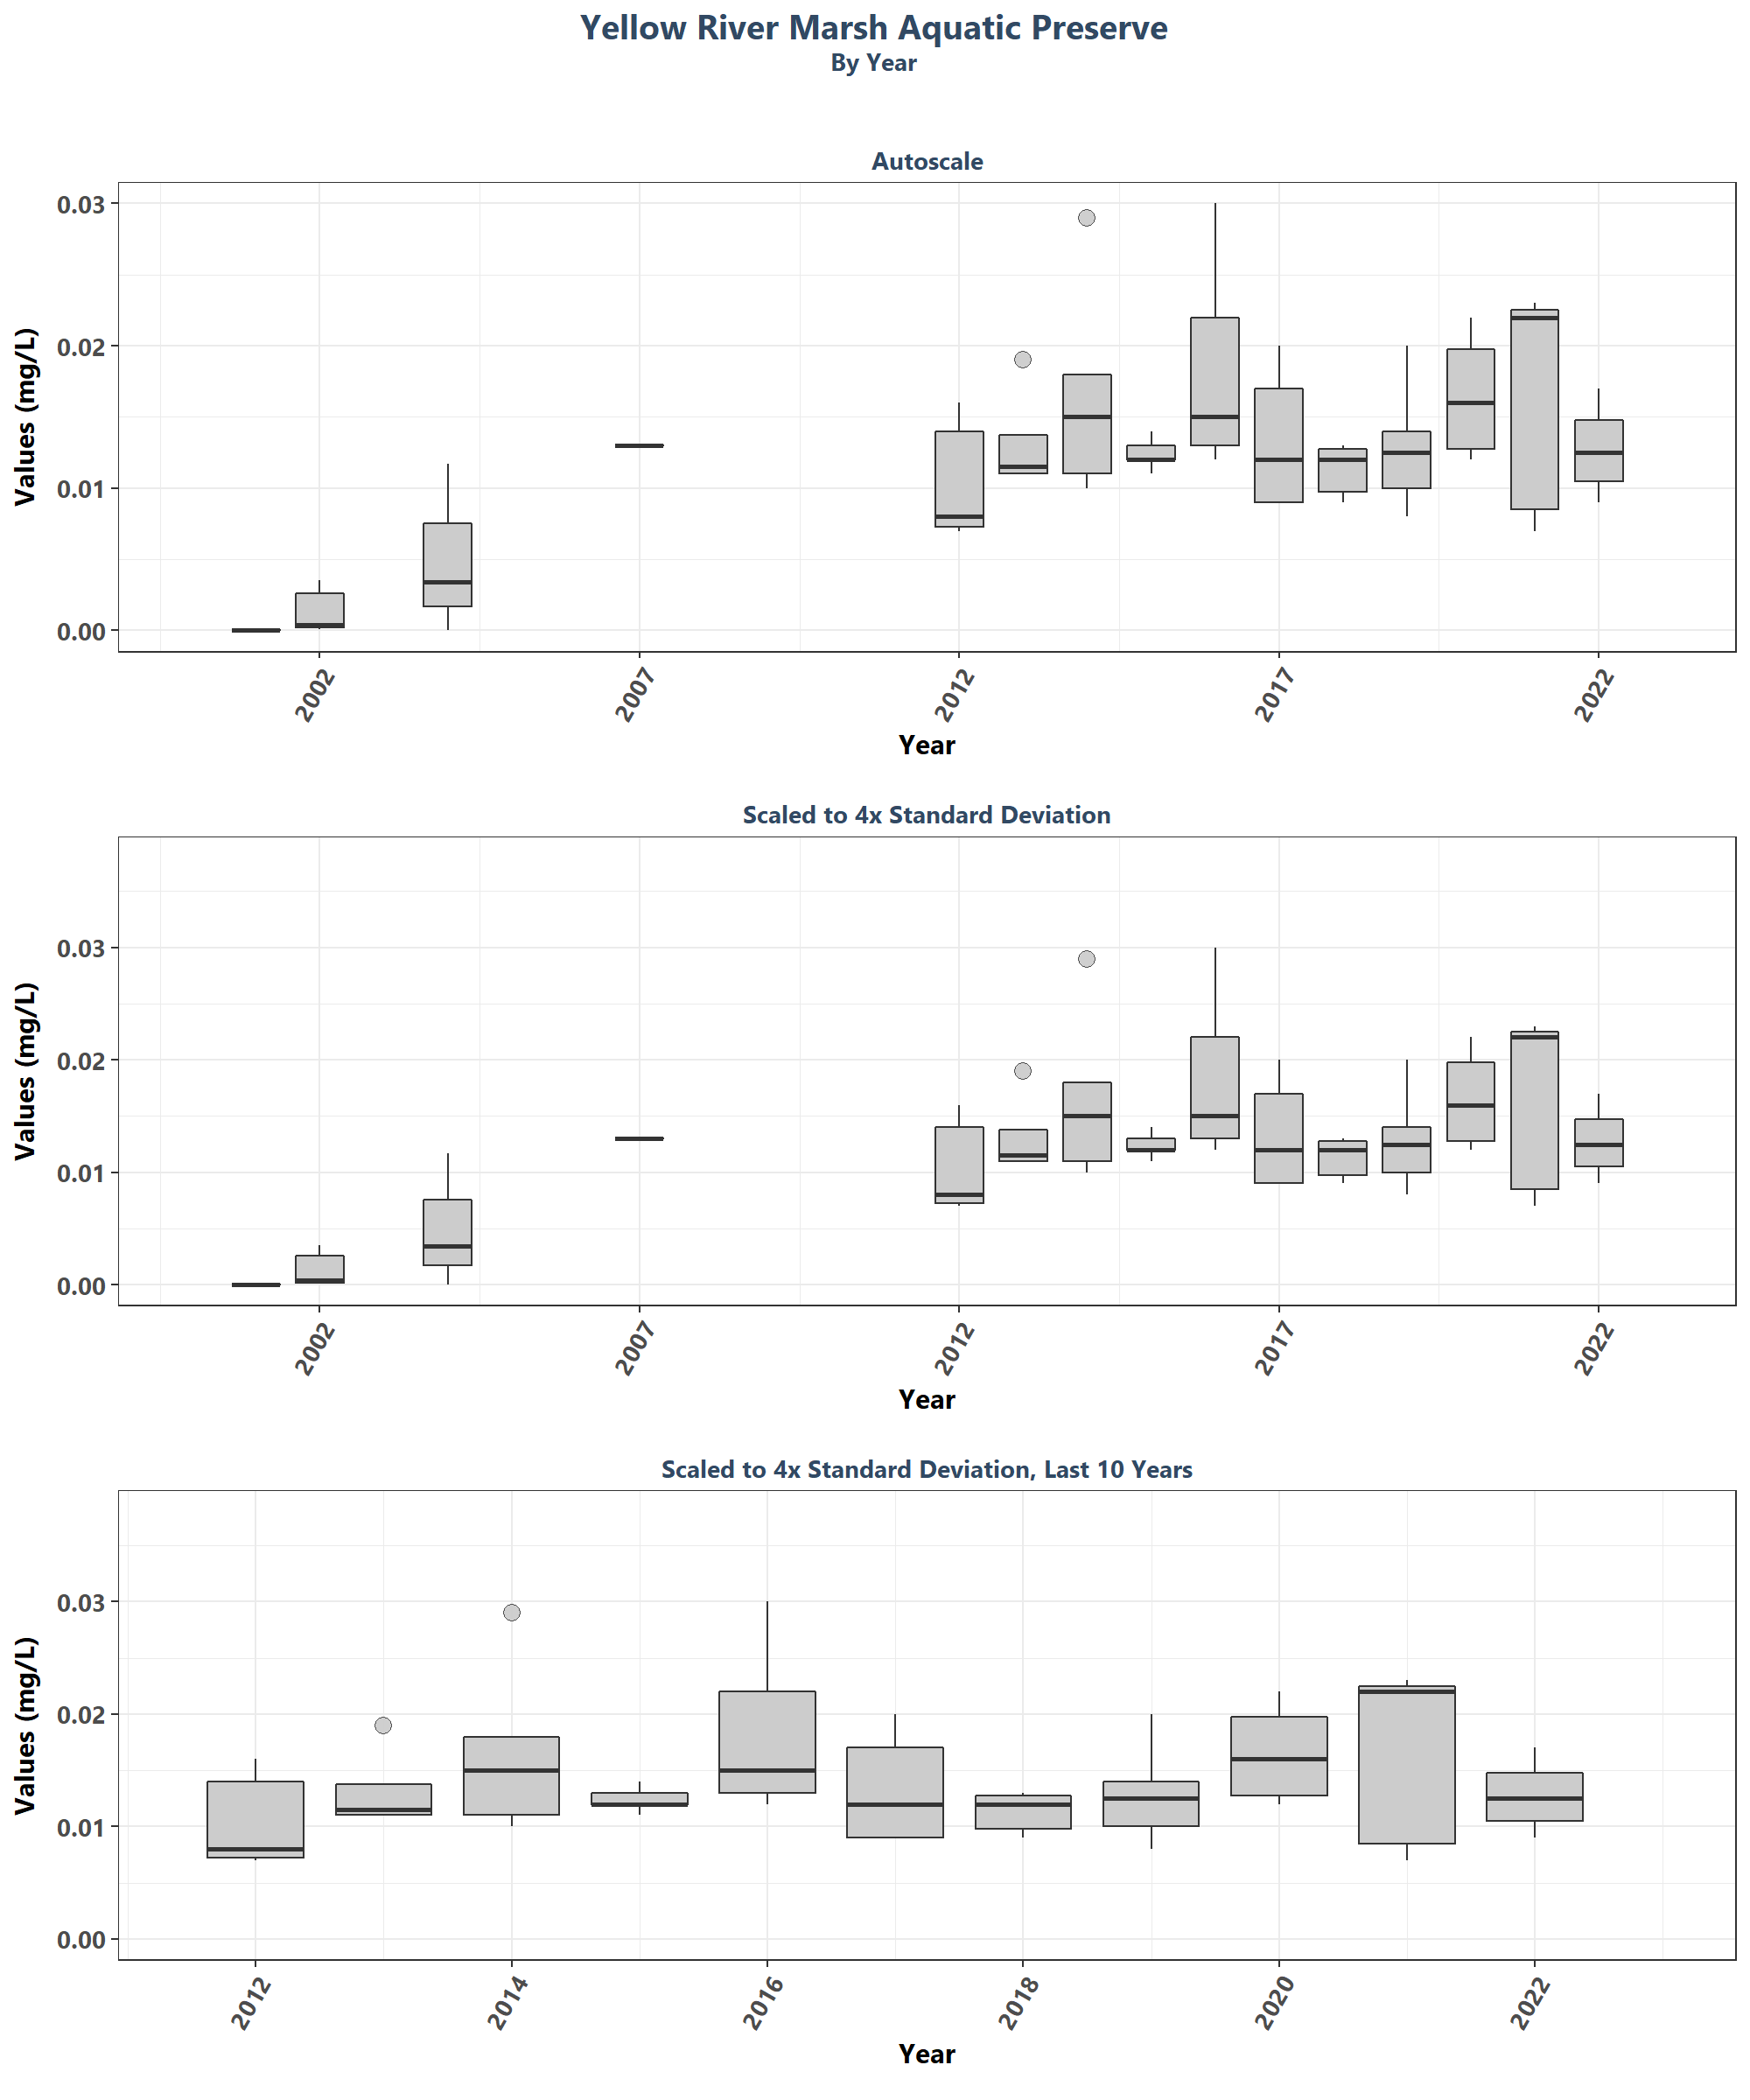 Yellow River Marsh Aquatic Preserve
By Year
Autoscale
Values (mg/L)
0.03
0.02
0.01
0.00
2002 2007 2012 2017 2022
Year
Scaled to 4x Standard Deviation
Values (mg/L)
0.03
0.02
0.01
0.00
2002 2007 2012 2017 2022
Year
Scaled to 4x Standard Deviation, Last 10 Years
Values (mg/L)
0.03
0.02
0.01
0.00
2012 2014 2016 2018 2020 2022
Year